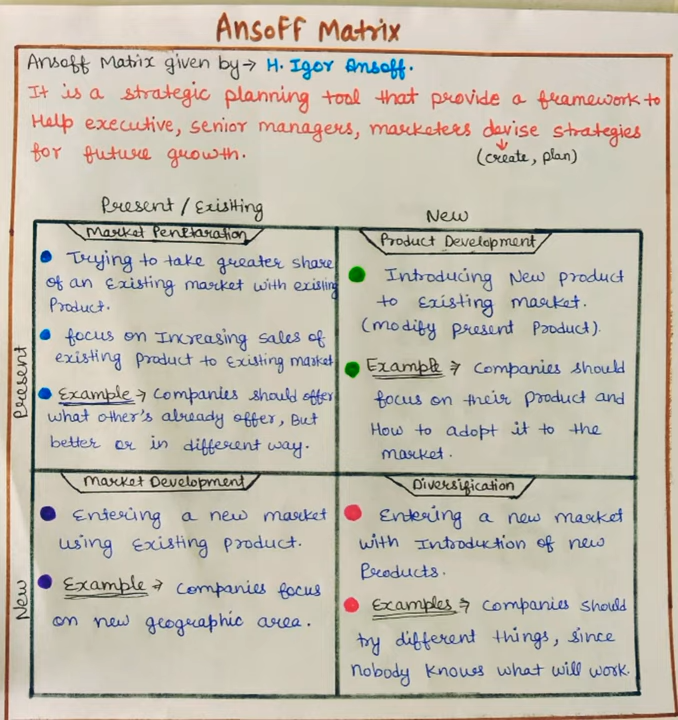 Ansoff Matrix
Ansoff Matrix given by → H. Igor Ansoff.
It is a strategic planning tool that provide a framework to
Help executive, senior managers, marketers devise strategies
for future growth.
(create, plan)
Present / Exisiting
New
Present
Market Penetaration
Trying to take greater share
of an Existing market with existing
Product.
focus on Increasing sales of
existing product to Existing market
Example → Companies should offer
what other's already offer, But
better or in different way.
Product Development
Introducing New product
to Existing market.
(modify present Product).
Example → Companies should
focus on their Product and
How to adopt it to the
market.
New
Market Development
Entering a new market
using Existing Product.
Example → Companies focus
on new geographic area.
Diversification
Entering a new market
with Introduction of new
Products.
Examples → Companies should
try different things, since
nobody knows what will work.